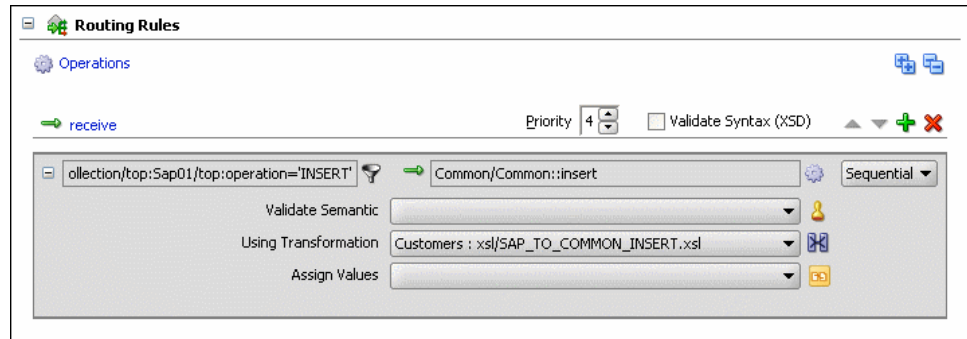 Routing Rules
Operations
receive Priority 4 Validate Syntax (XSD)
ollection/top:Sap01/top:operation='INSERT' Common/Common::insert Sequential
Validate Semantic
Using Transformation Customers : xsl/SAP_TO_COMMON_INSERT.xsl
Assign Values